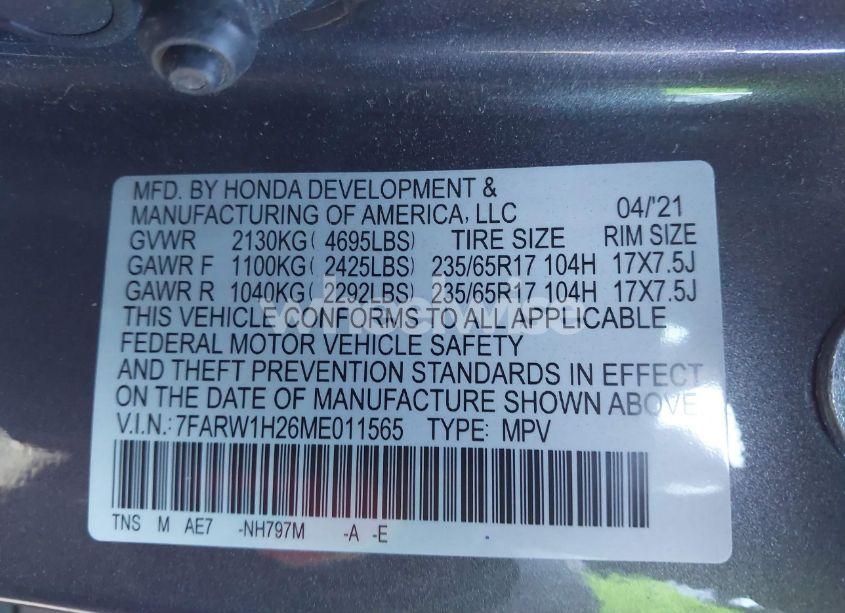 MFD. BY HONDA DEVELOPMENT &
MANUFACTURING OF AMERICA, LLC 04/'21
GVWR 2130KG( 4695LBS) TIRE SIZE RIM SIZE
GAWR F 1100KG( 2425LBS) 235/65R17 104H 17X7.5J
GAWR R 1040KG( 2292LBS) 235/65R17 104H 17X7.5J
wheelwise
THIS VEHICLE CONFORMS TO ALL APPLICABLE
FEDERAL MOTOR VEHICLE SAFETY
AND THEFT PREVENTION STANDARDS IN EFFECT
ON THE DATE OF MANUFACTURE SHOWN ABOVE.
V.I.N.:7FARW1H26ME011565 TYPE: MPV
TNS M AE7 -NH797M -A -E